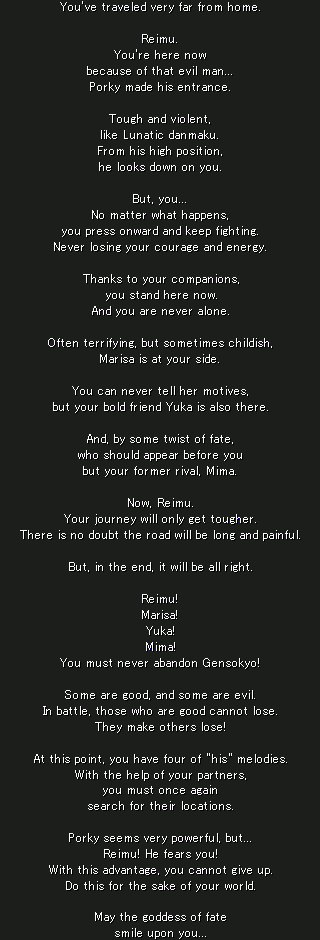 You've traveled very far from home.
Reimu.
You're here now
because of that evil man...
Porky made his entrance.
Tough and violent,
like Lunatic danmaku.
From his high position,
he looks down on you.
But, you...
No matter what happens,
you press onward and keep fighting.
Never losing your courage and energy.
Thanks to your companions,
you stand here now.
And you are never alone.
Often terrifying, but sometimes childish,
Marisa is at your side.
You can never tell her motives,
but your bold friend Yuka is also there.
And, by some twist of fate,
who should appear before you
but your former rival, Mima.
Now, Reimu.
Your journey will only get tougher.
There is no doubt the road will be long and painful.
But, in the end, it will be all right.
Reimu!
Marisa!
Yuka!
Mima!
You must never abandon Gensokyo!
Some are good, and some are evil.
In battle, those who are good cannot lose.
They make others lose!
At this point, you have four of "his" melodies.
With the help of your partners,
you must once again
search for their locations.
Porky seems very powerful, but...
Reimu! He fears you!
With this advantage, you cannot give up.
Do this for the sake of your world.
May the goddess of fate
smile upon you...